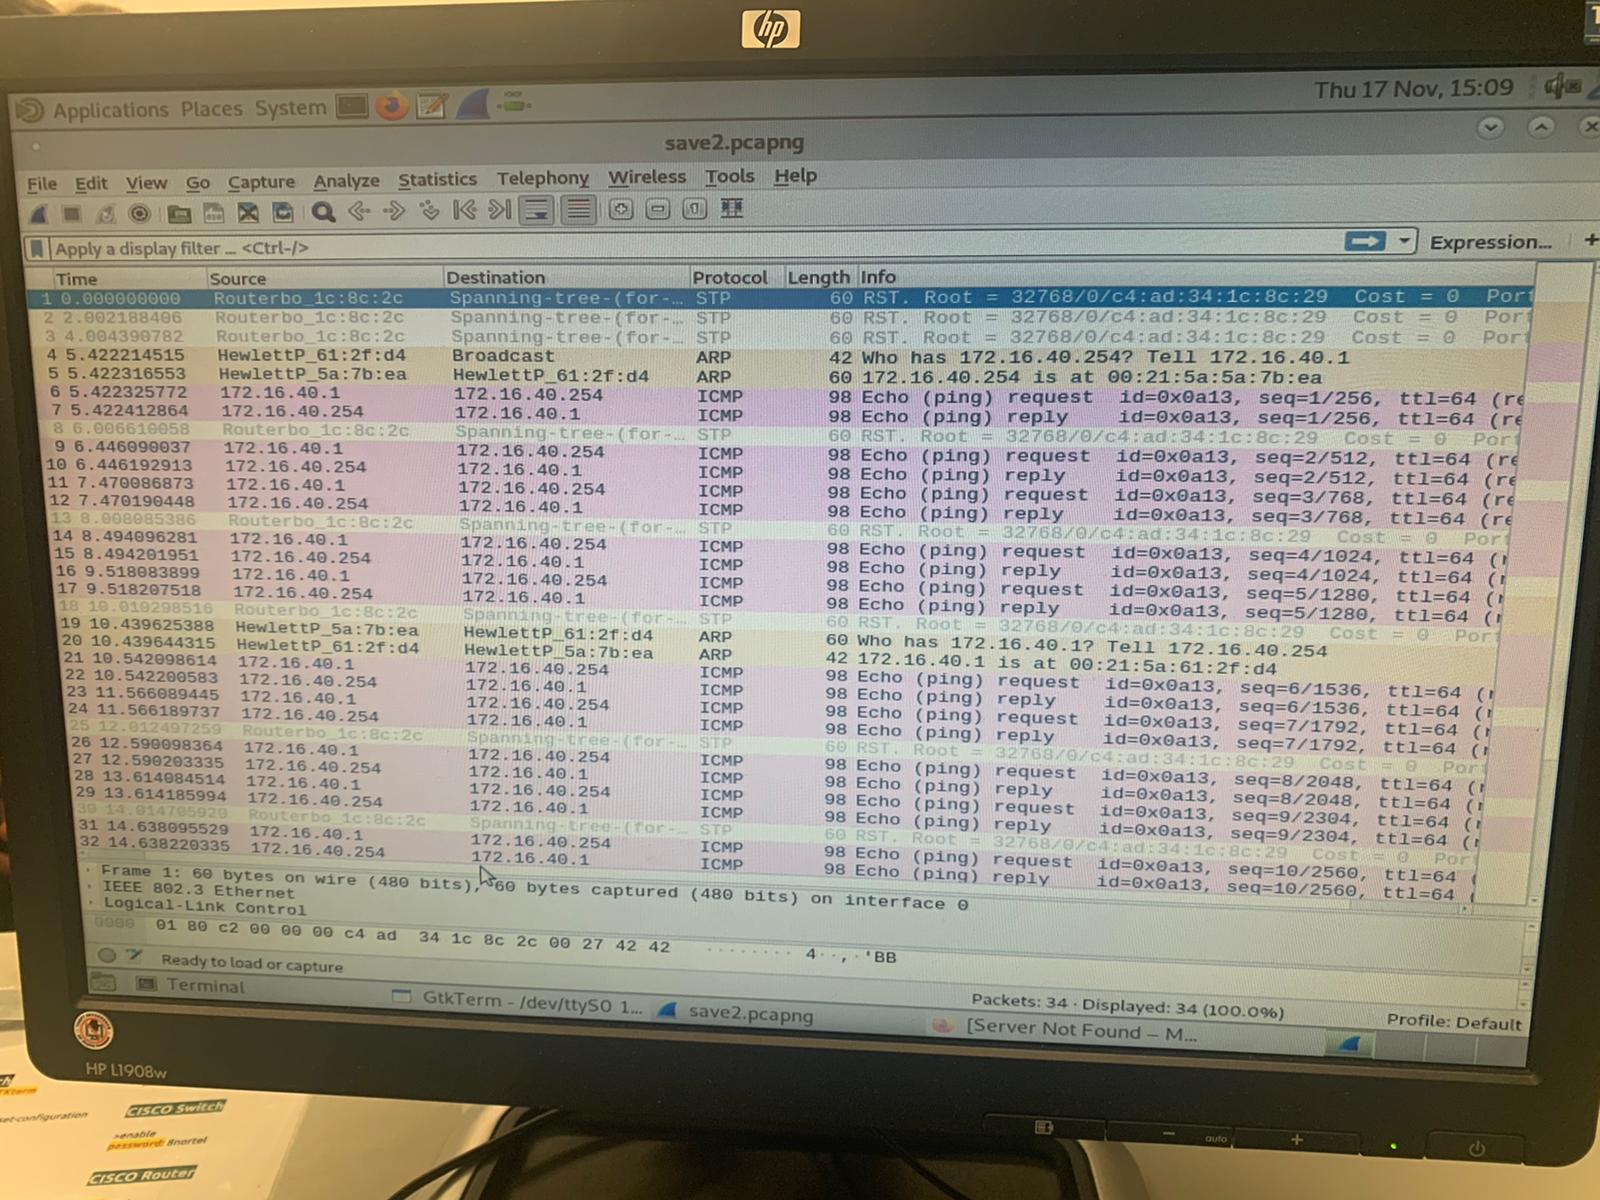 hp
Applications Places System
Thu 17 Nov, 15:09
save2.pcapng
File Edit View Go Capture Analyze Statistics Telephony Wireless Tools Help
Apply a display filter ... <Ctrl-/>
Expression... +
Time Source Destination Protocol Length Info
1 0.000000000 Routerbo_1c:8c:2c Spanning-tree-(for-... STP 60 RST. Root = 32768/0/c4:ad:34:1c:8c:29 Cost = 0 Port
2 2.002188406 Routerbo_1c:8c:2c Spanning-tree-(for-... STP 60 RST. Root = 32768/0/c4:ad:34:1c:8c:29 Cost = 0 Port
3 4.004390782 Routerbo_1c:8c:2c Spanning-tree-(for-... STP 60 RST. Root = 32768/0/c4:ad:34:1c:8c:29 Cost = 0 Port
4 5.422214515 HewlettP_61:2f:d4 Broadcast ARP 42 Who has 172.16.40.254? Tell 172.16.40.1
5 5.422316553 HewlettP_5a:7b:ea HewlettP_61:2f:d4 ARP 60 172.16.40.254 is at 00:21:5a:5a:7b:ea
6 5.422325772 172.16.40.1 172.16.40.254 ICMP 98 Echo (ping) request id=0x0a13, seq=1/256, ttl=64 (re
7 5.422412864 172.16.40.254 172.16.40.1 ICMP 98 Echo (ping) reply id=0x0a13, seq=1/256, ttl=64 (re
8 6.006610058 Routerbo_1c:8c:2c Spanning-tree-(for-... STP 60 RST. Root = 32768/0/c4:ad:34:1c:8c:29 Cost = 0 Port
9 6.446090037 172.16.40.1 172.16.40.254 ICMP 98 Echo (ping) request id=0x0a13, seq=2/512, ttl=64 (re
10 6.446192913 172.16.40.254 172.16.40.1 ICMP 98 Echo (ping) reply id=0x0a13, seq=2/512, ttl=64 (re
11 7.470086873 172.16.40.1 172.16.40.254 ICMP 98 Echo (ping) request id=0x0a13, seq=3/768, ttl=64 (re
12 7.470190448 172.16.40.254 172.16.40.1 ICMP 98 Echo (ping) reply id=0x0a13, seq=3/768, ttl=64 (re
13 8.008085386 Routerbo_1c:8c:2c Spanning-tree-(for-... STP 60 RST. Root = 32768/0/c4:ad:34:1c:8c:29 Cost = 0 Port
14 8.494096281 172.16.40.1 172.16.40.254 ICMP 98 Echo (ping) request id=0x0a13, seq=4/1024, ttl=64 (r
15 8.494201951 172.16.40.254 172.16.40.1 ICMP 98 Echo (ping) reply id=0x0a13, seq=4/1024, ttl=64 (r
16 9.518083899 172.16.40.1 172.16.40.254 ICMP 98 Echo (ping) request id=0x0a13, seq=5/1280, ttl=64 (r
17 9.518207518 172.16.40.254 172.16.40.1 ICMP 98 Echo (ping) reply id=0x0a13, seq=5/1280, ttl=64 (r
18 10.010298516 Routerbo_1c:8c:2c Spanning-tree-(for-... STP 60 RST. Root = 32768/0/c4:ad:34:1c:8c:29 Cost = 0 Port
19 10.439625388 HewlettP_5a:7b:ea HewlettP_61:2f:d4 ARP 60 Who has 172.16.40.1? Tell 172.16.40.254
20 10.439644315 HewlettP_61:2f:d4 HewlettP_5a:7b:ea ARP 42 172.16.40.1 is at 00:21:5a:61:2f:d4
21 10.542098614 172.16.40.1 172.16.40.254 ICMP 98 Echo (ping) request id=0x0a13, seq=6/1536, ttl=64 (r
22 10.542200583 172.16.40.254 172.16.40.1 ICMP 98 Echo (ping) reply id=0x0a13, seq=6/1536, ttl=64 (r
23 11.566089445 172.16.40.1 172.16.40.254 ICMP 98 Echo (ping) request id=0x0a13, seq=7/1792, ttl=64 (r
24 11.566189737 172.16.40.254 172.16.40.1 ICMP 98 Echo (ping) reply id=0x0a13, seq=7/1792, ttl=64 (r
25 12.012497259 Routerbo_1c:8c:2c Spanning-tree-(for-... STP 60 RST. Root = 32768/0/c4:ad:34:1c:8c:29 Cost = 0 Port
26 12.590098364 172.16.40.1 172.16.40.254 ICMP 98 Echo (ping) request id=0x0a13, seq=8/2048, ttl=64 (r
27 12.590203335 172.16.40.254 172.16.40.1 ICMP 98 Echo (ping) reply id=0x0a13, seq=8/2048, ttl=64 (r
28 13.614084514 172.16.40.1 172.16.40.254 ICMP 98 Echo (ping) request id=0x0a13, seq=9/2304, ttl=64 (r
29 13.614185994 172.16.40.254 172.16.40.1 ICMP 98 Echo (ping) reply id=0x0a13, seq=9/2304, ttl=64 (r
30 14.014705920 Routerbo_1c:8c:2c Spanning-tree-(for-... STP 60 RST. Root = 32768/0/c4:ad:34:1c:8c:29 Cost = 0 Port
31 14.638095529 172.16.40.1 172.16.40.254 ICMP 98 Echo (ping) request id=0x0a13, seq=10/2560, ttl=64 (
32 14.638220335 172.16.40.254 172.16.40.1 ICMP 98 Echo (ping) reply id=0x0a13, seq=10/2560, ttl=64 (
Frame 1: 60 bytes on wire (480 bits), 60 bytes captured (480 bits) on interface 0
IEEE 802.3 Ethernet
Logical-Link Control
0000 01 80 c2 00 00 00 c4 ad 34 1c 8c 2c 00 27 42 42 ········ 4··,·'BB
Ready to load or capture
Packets: 34 · Displayed: 34 (100.0%)
Profile: Default
Terminal
GtkTerm - /dev/ttyS0 1...
save2.pcapng
[Server Not Found – M...
HP L1908w
auto
set-configuration
CISCO Switch
>enable
password: 8nortel
CISCO Router